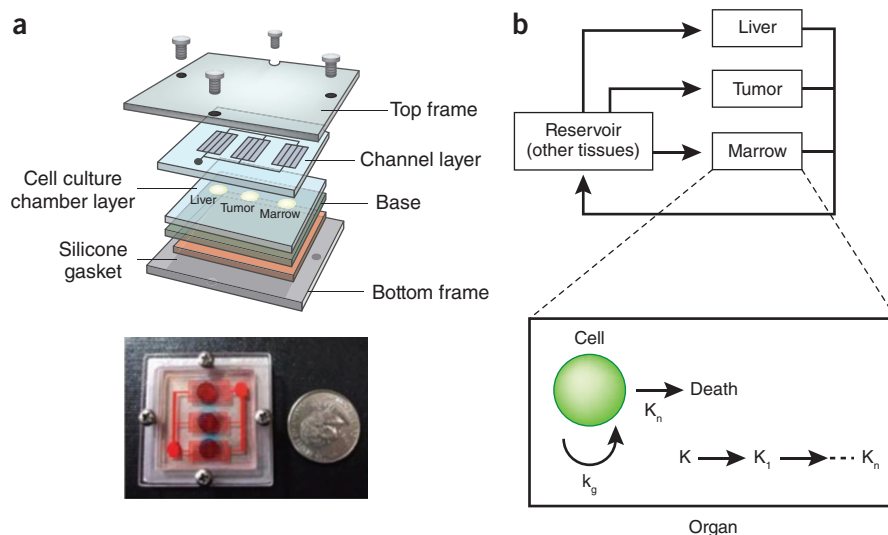 a
Top frame
Channel layer
Cell culture
chamber layer
Liver
Tumor
Marrow
Base
Silicone
gasket
Bottom frame
b
Liver
Tumor
Reservoir
(other tissues)
Marrow
Cell
Death
Kn
kg
K
K1
Kn
Organ